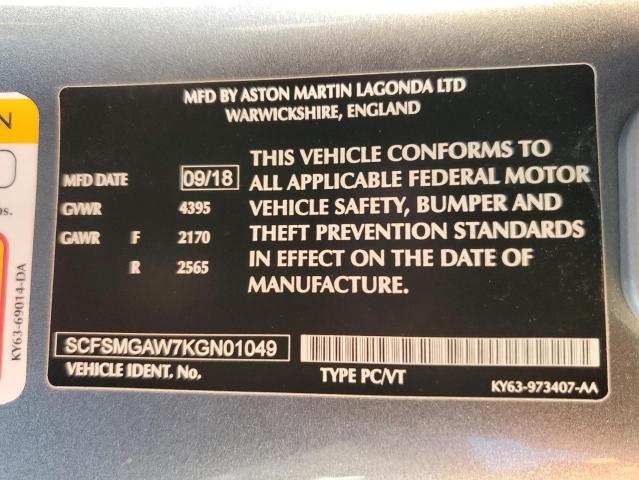 MFD BY ASTON MARTIN LAGONDA LTD
WARWICKSHIRE, ENGLAND
MFD DATE 09/18
GVWR 4395
GAWR F 2170
R 2565
THIS VEHICLE CONFORMS TO
ALL APPLICABLE FEDERAL MOTOR
VEHICLE SAFETY, BUMPER AND
THEFT PREVENTION STANDARDS
IN EFFECT ON THE DATE OF
MANUFACTURE.
SCFSMGAW7KGN01049
VEHICLE IDENT. No.
TYPE PC/VT
KY63-973407-AA
KY63-69014-DA